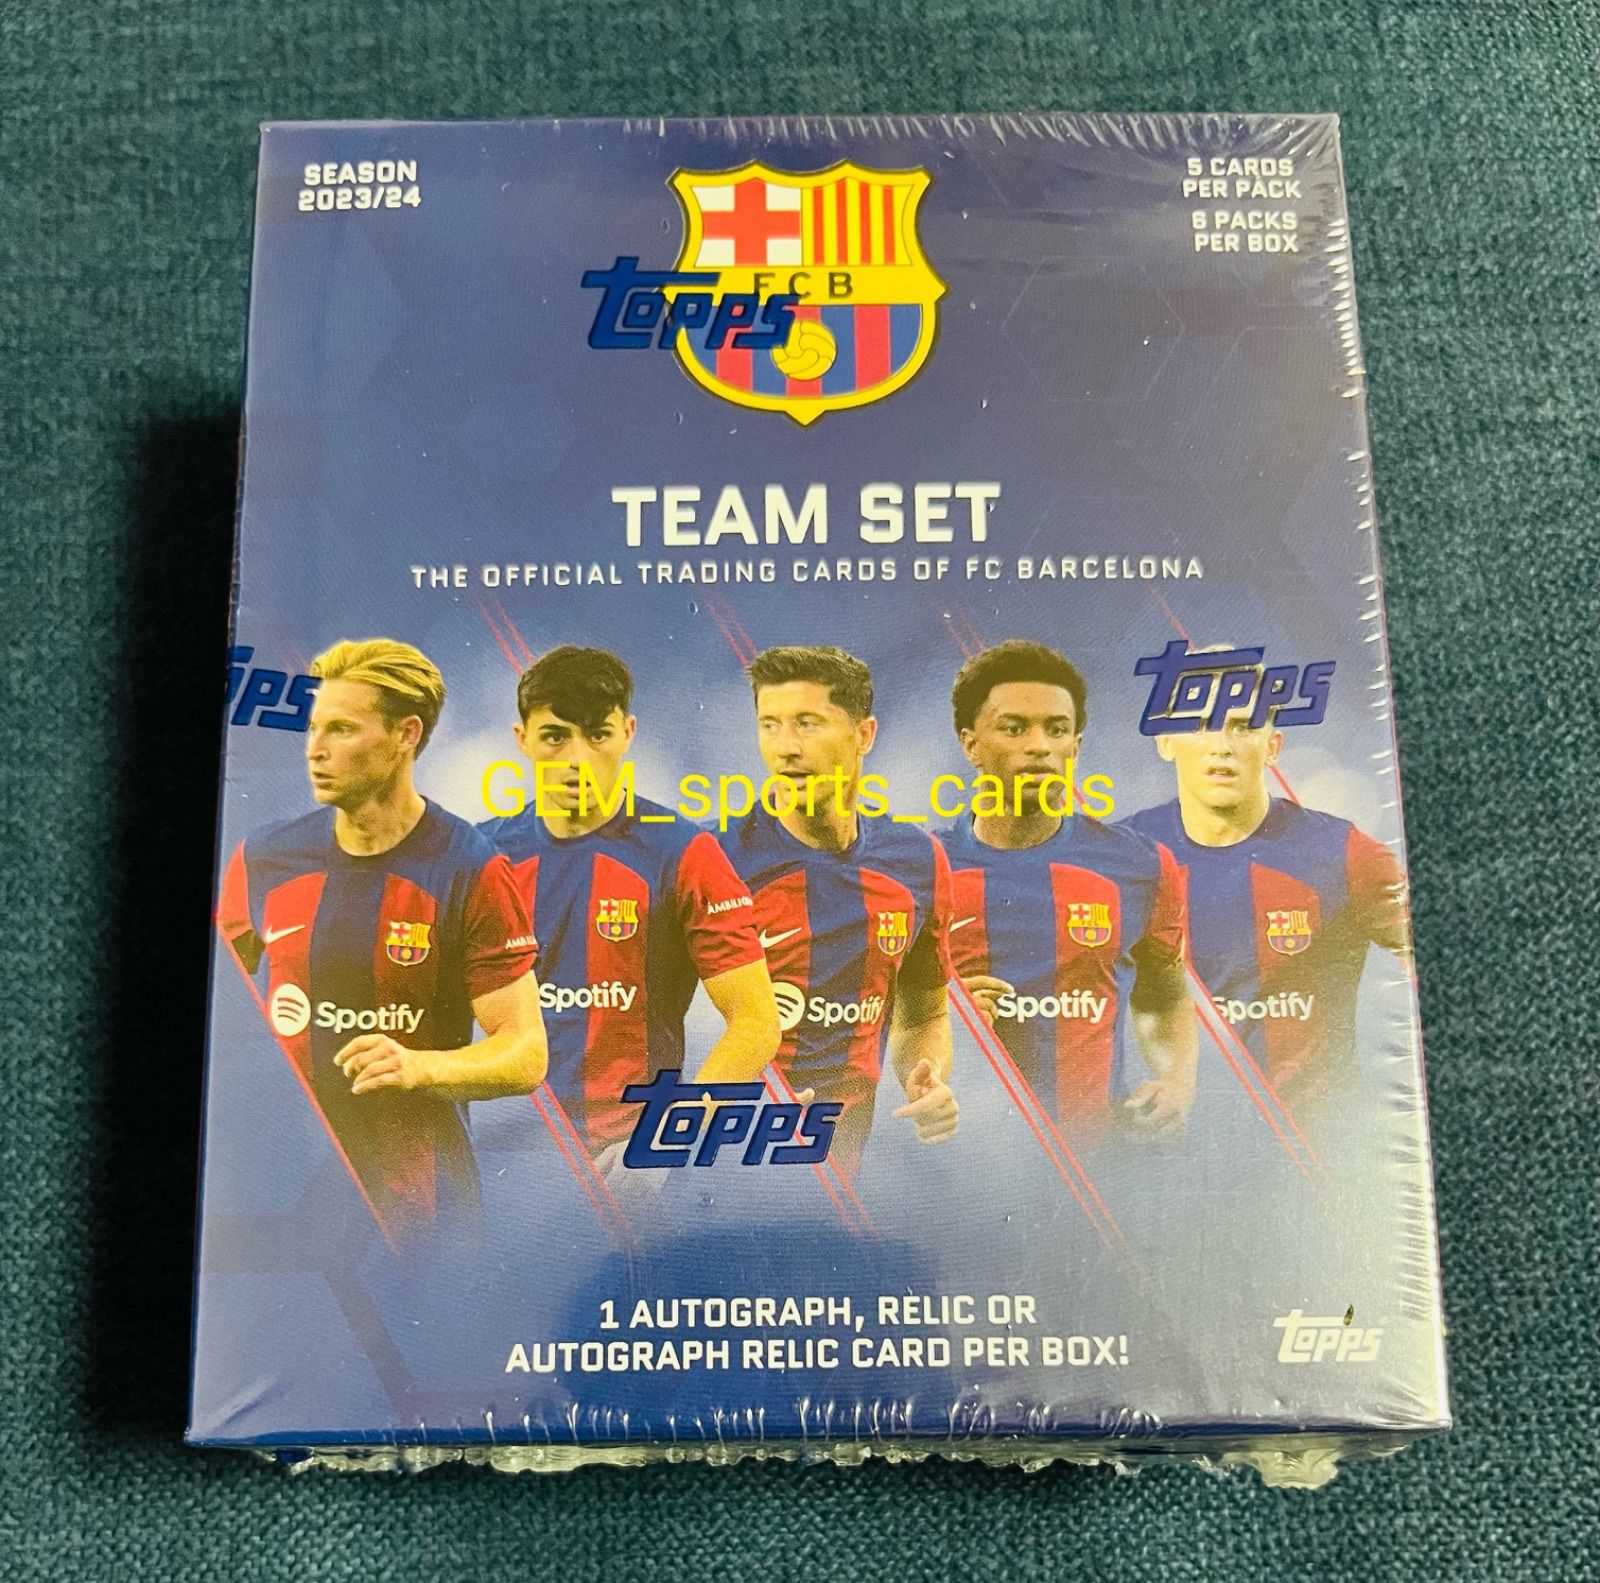 SEASON
2023/24
5 CARDS
PER PACK
6 PACKS
PER BOX
FCB
Topps
TEAM SET
THE OFFICIAL TRADING CARDS OF FC BARCELONA
Topps
GEM_sports_cards
AMBILI
Spotify
Spotify
Spotify
Spotify
Spotify
Topps
1 AUTOGRAPH, RELIC OR
AUTOGRAPH RELIC CARD PER BOX!
Topps